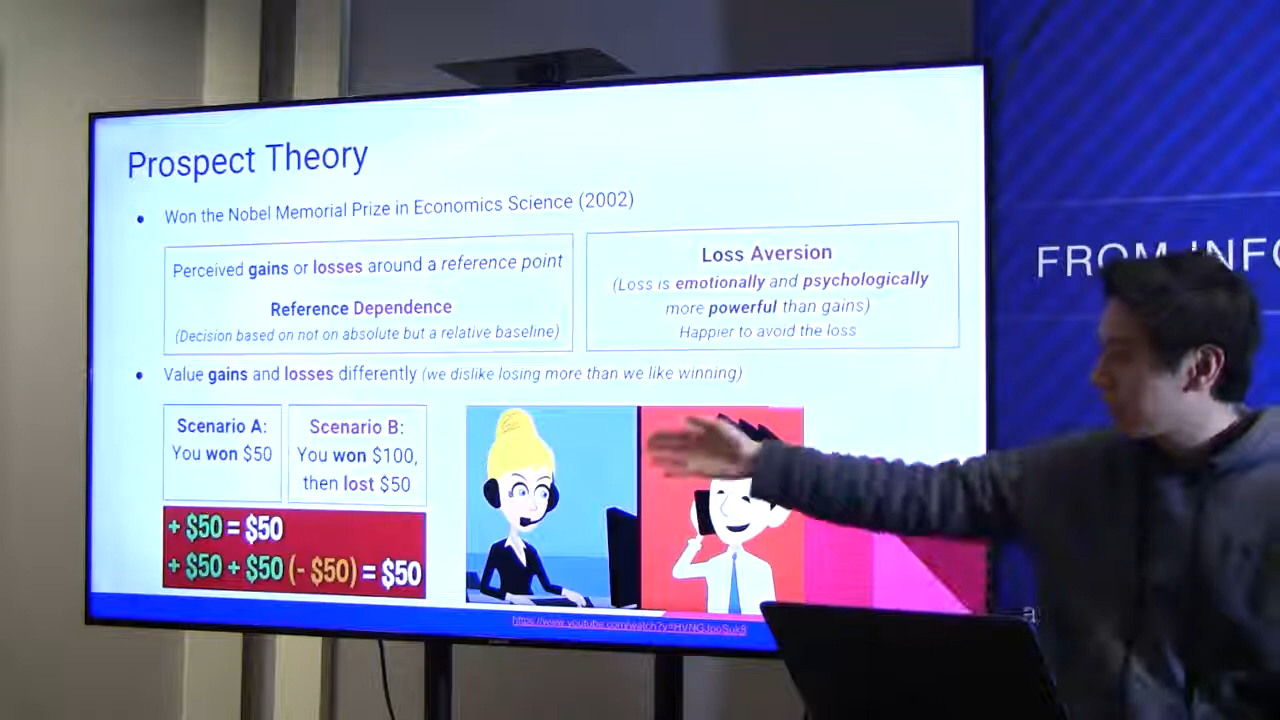 Prospect Theory
• Won the Nobel Memorial Prize in Economics Science (2002)
Perceived gains or losses around a reference point
Reference Dependence
(Decision based on not on absolute but a relative baseline)
Loss Aversion
(Loss is emotionally and psychologically
more powerful than gains)
Happier to avoid the loss
• Value gains and losses differently (we dislike losing more than we like winning)
Scenario A:
You won $50
Scenario B:
You won $100,
then lost $50
+ $50 = $50
+ $50 + $50 (- $50) = $50
FROM INFO